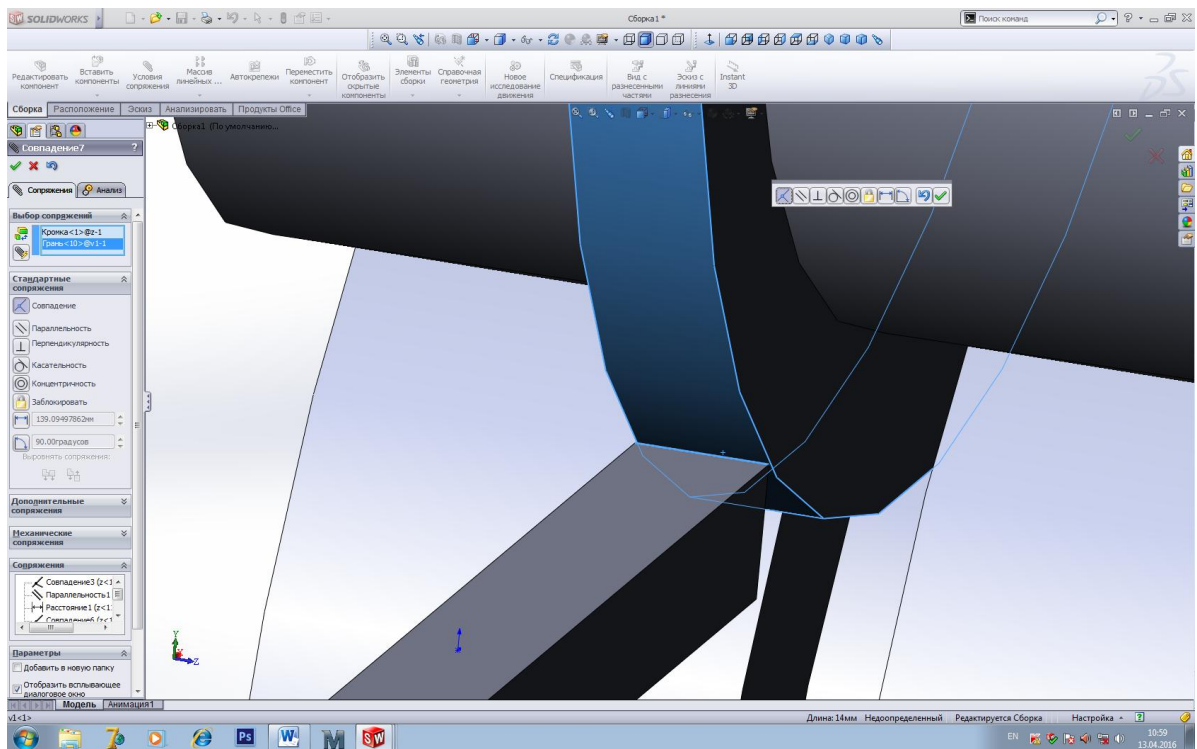 SOLIDWORKS
Сборка1 *
Поиск команд
Редактировать компонент
Вставить компоненты
Условия сопряжения
Массив линейных ...
Автокрепежи
Переместить компонент
Отобразить скрытые компоненты
Элементы сборки
Справочная геометрия
Новое исследование движения
Спецификация
Вид с разнесенными частями
Эскиз с линиями разнесения
Instant 3D
Сборка
Расположение
Эскиз
Анализировать
Продукты Office
Сборка1 (По умолчанию...
Совпадение7
?
Сопряжения
Анализ
Выбор сопряжений
Кромка<1>@z-1
Грань<10>@v1-1
Стандартные
сопряжения
Совпадение
Параллельность
Перпендикулярность
Касательность
Концентричность
Заблокировать
139.09497862мм
90.00градусов
Выровнять сопряжения:
Дополнительные
сопряжения
Механические
сопряжения
Сопряжения
Совпадение3 (z<1
Параллельность1
Расстояние1 (z<1
Совпадение6 (z<1
Параметры
Добавить в новую папку
Отобразить всплывающее
диалоговое окно
Y
Z
Модель
Анимация1
v1<1>
Длина: 14мм
Недоопределенный
Редактируется Сборка
Настройка
Ps
W
M
SW
EN
10:59
13.04.2016